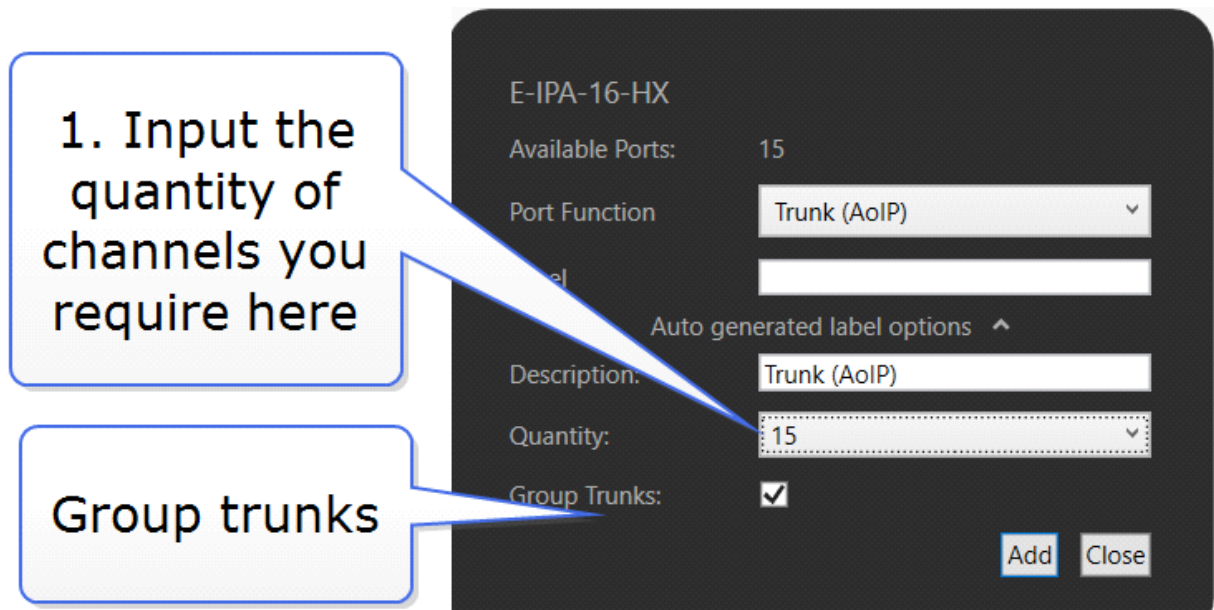 1. Input the
quantity of
channels you
require here
Group trunks
E-IPA-16-HX
Available Ports: 15
Port Function Trunk (AoIP)
Auto generated label options
Description: Trunk (AoIP)
Quantity: 15
Group Trunks:
Add Close